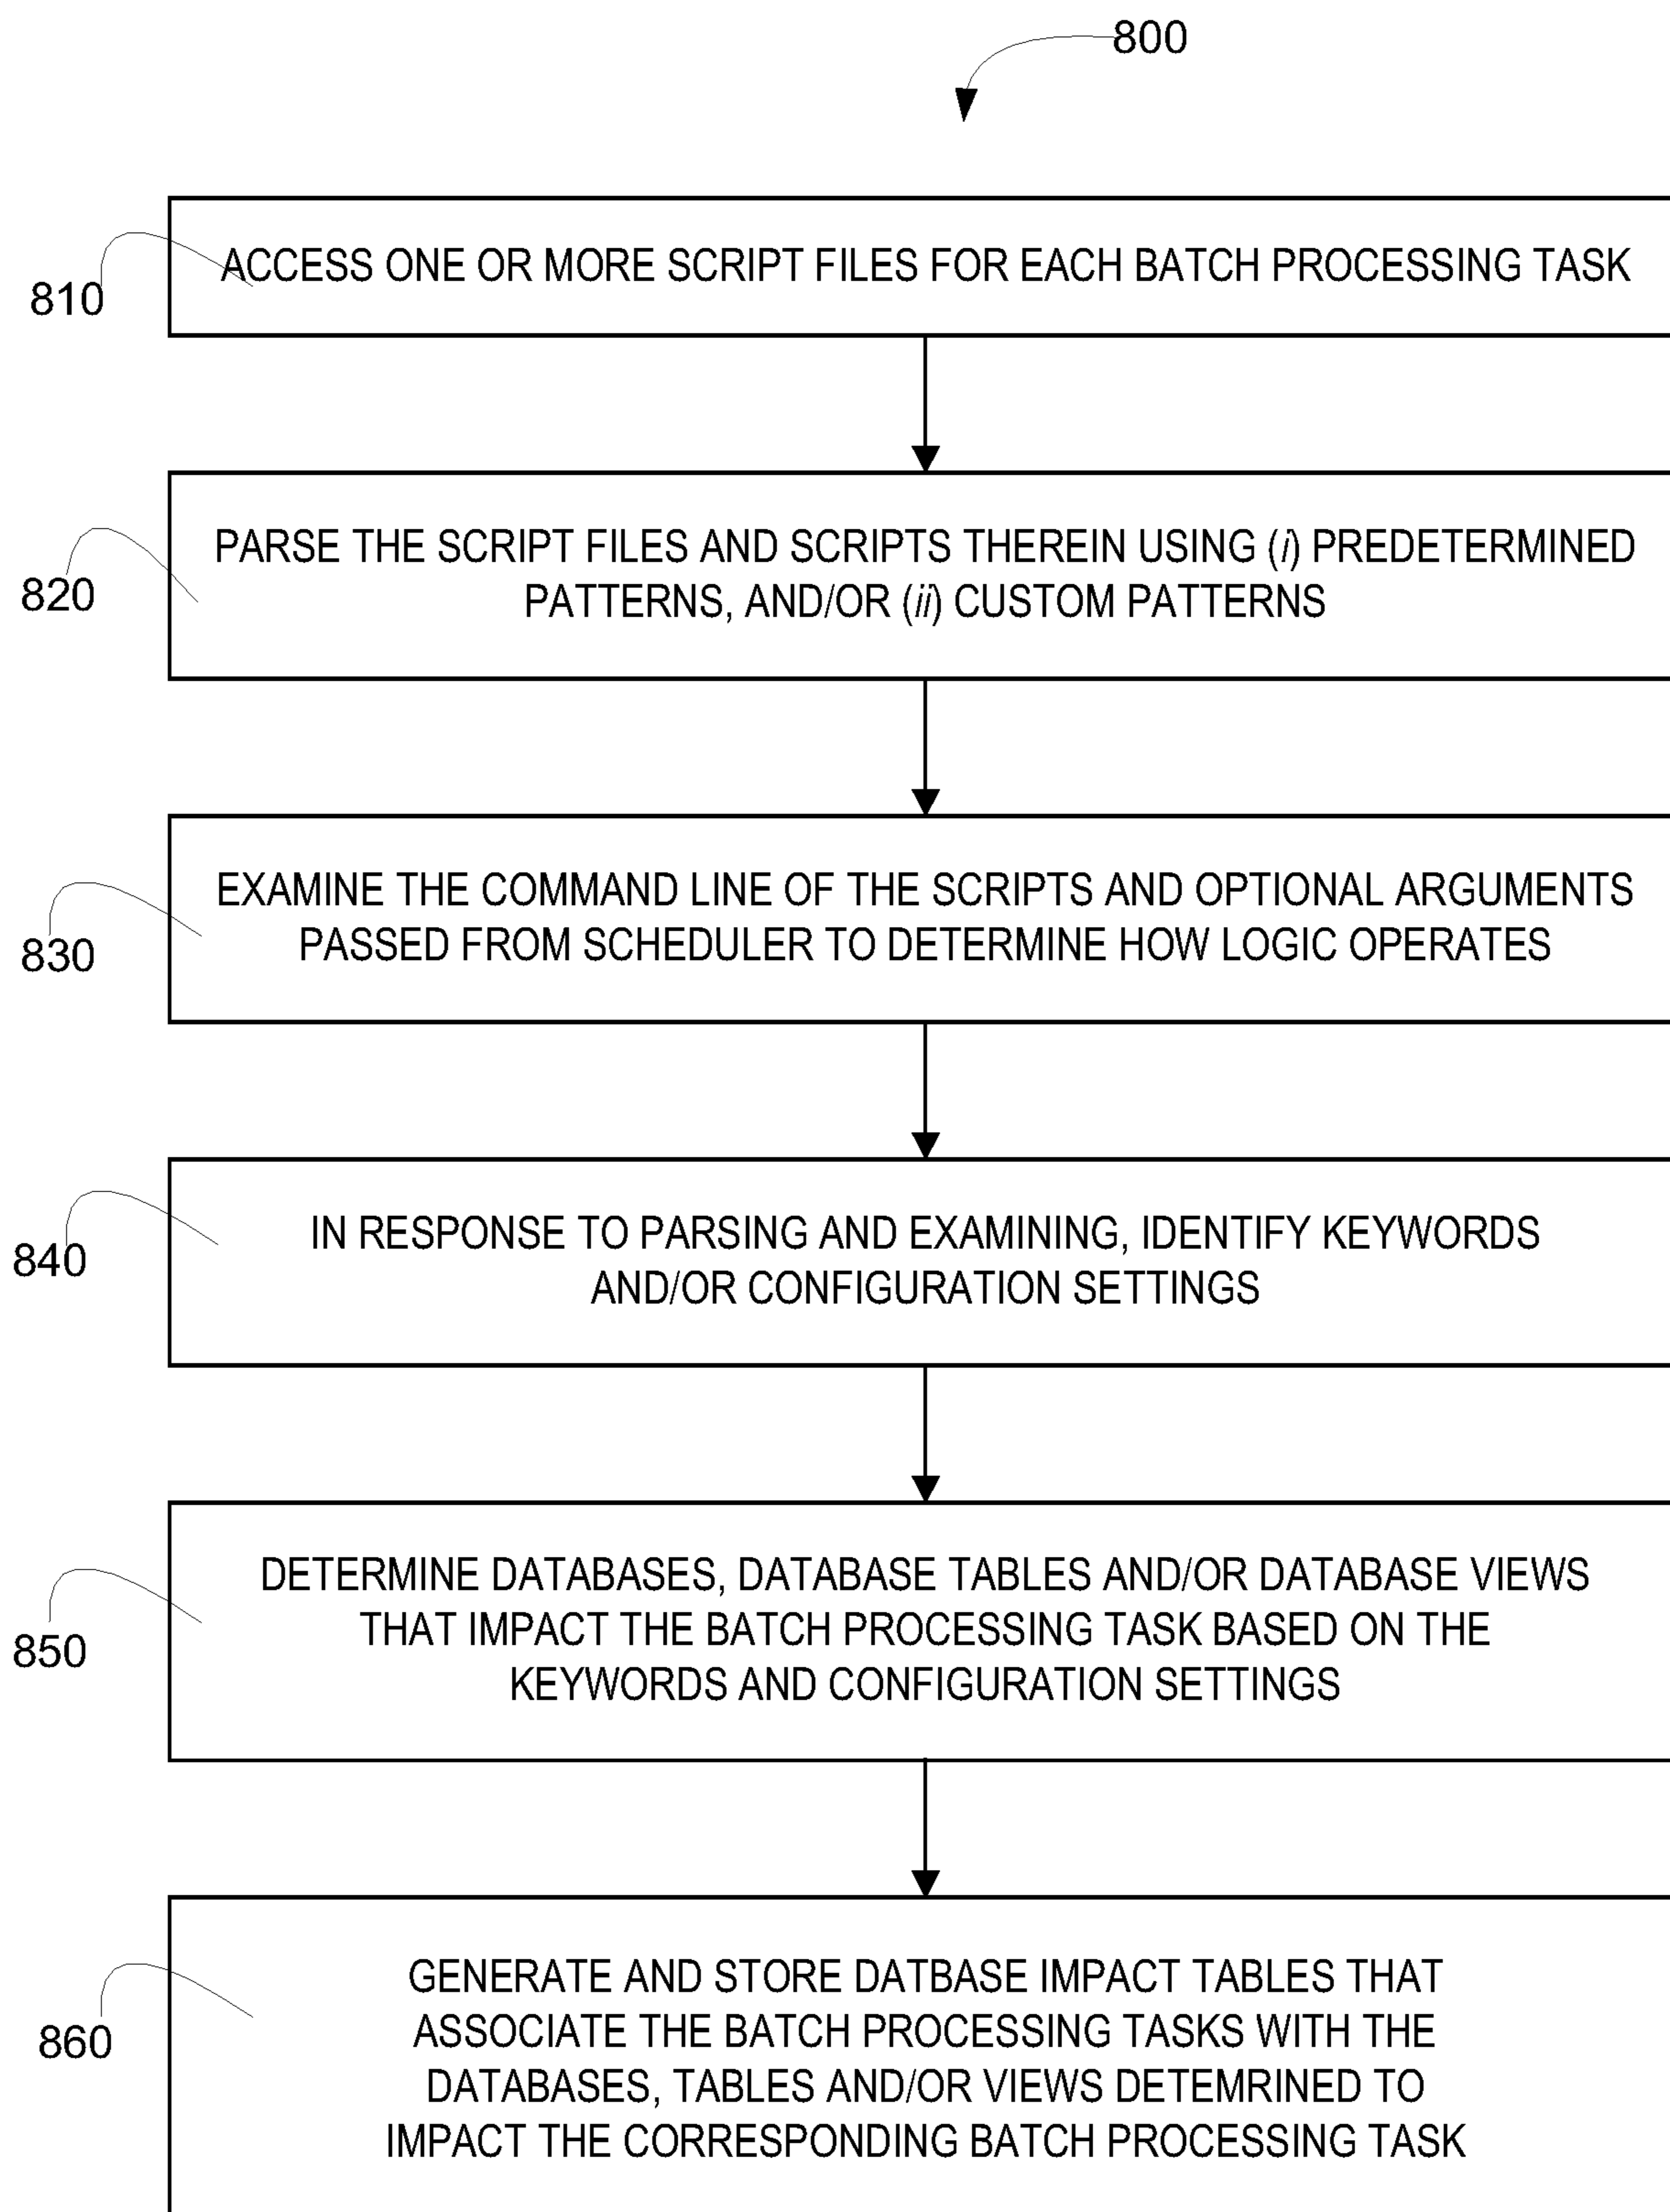 800
810
ACCESS ONE OR MORE SCRIPT FILES FOR EACH BATCH PROCESSING TASK
820
PARSE THE SCRIPT FILES AND SCRIPTS THEREIN USING (i) PREDETERMINED
PATTERNS, AND/OR (ii) CUSTOM PATTERNS
830
EXAMINE THE COMMAND LINE OF THE SCRIPTS AND OPTIONAL ARGUMENTS
PASSED FROM SCHEDULER TO DETERMINE HOW LOGIC OPERATES
840
IN RESPONSE TO PARSING AND EXAMINING, IDENTIFY KEYWORDS
AND/OR CONFIGURATION SETTINGS
850
DETERMINE DATABASES, DATABASE TABLES AND/OR DATABASE VIEWS
THAT IMPACT THE BATCH PROCESSING TASK BASED ON THE
KEYWORDS AND CONFIGURATION SETTINGS
860
GENERATE AND STORE DATBASE IMPACT TABLES THAT
ASSOCIATE THE BATCH PROCESSING TASKS WITH THE
DATABASES, TABLES AND/OR VIEWS DETEMRINED TO
IMPACT THE CORRESPONDING BATCH PROCESSING TASK